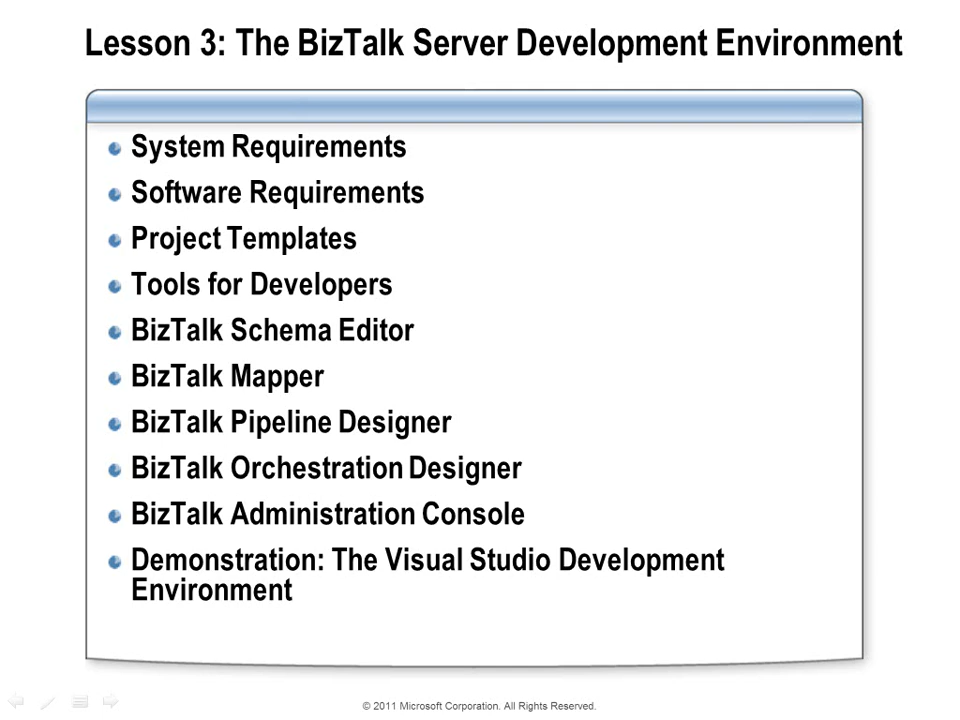 Lesson 3: The BizTalk Server Development Environment
System Requirements
Software Requirements
Project Templates
Tools for Developers
BizTalk Schema Editor
BizTalk Mapper
BizTalk Pipeline Designer
BizTalk Orchestration Designer
BizTalk Administration Console
Demonstration: The Visual Studio Development
Environment
© 2011 Microsoft Corporation. All Rights Reserved.